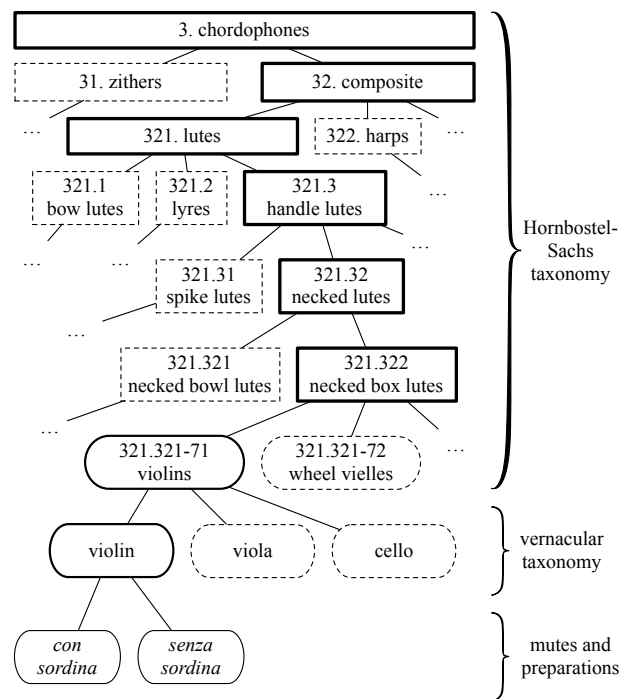 3. chordophones
31. zithers
32. composite
...
...
321. lutes
322. harps
321.1
bow lutes
321.2
lyres
321.3
handle lutes
...
Hornbostel-
Sachs
taxonomy
...
...
...
321.31
spike lutes
321.32
necked lutes
...
321.321
necked bowl lutes
321.322
necked box lutes
...
...
321.321-71
violins
321.321-72
wheel vielles
violin
viola
cello
vernacular
taxonomy
con
sordina
senza
sordina
mutes and
preparations